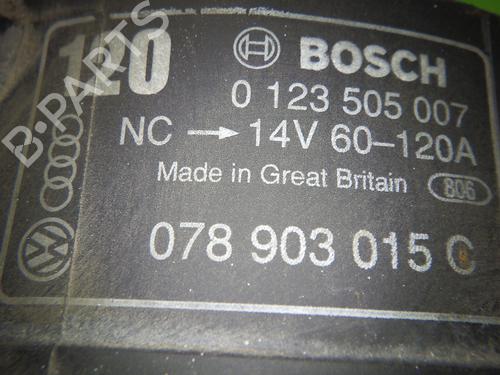 120
BOSCH
0 123 505 007
NC → 14V 60–120A
Made in Great Britain 806
078 903 015 C
B-PARTS